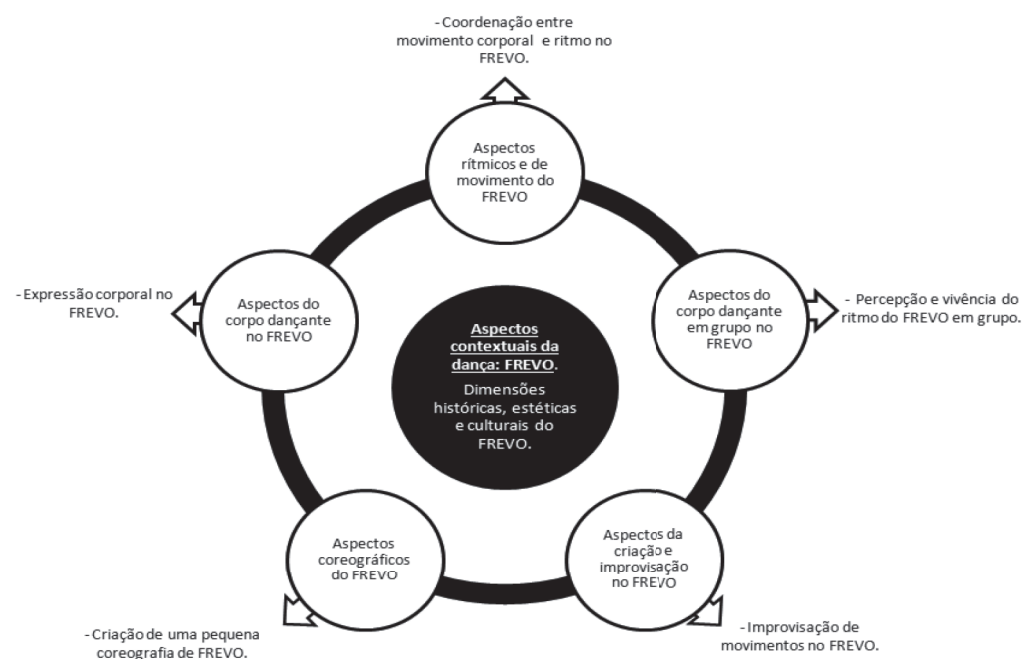 - Coordenação entre
movimento corporal e ritmo no
FREVO.
Aspectos
rítmicos e de
movimento do
FREVO
- Expressão corporal no
FREVO.
Aspectos do
corpo dançante
no FREVO
Aspectos do
corpo dançante
em grupo no
FREVO
- Percepção e vivência do
ritmo do FREVO em grupo.
Aspectos
contextuais da
dança: FREVO.
Dimensões
históricas, estéticas
e culturais do
FREVO.
Aspectos
coreográficos
do FREVO
Aspectos da
criação e
improvisação
no FREVO
- Criação de uma pequena
coreografia de FREVO.
- Improvisação de
movimentos no FREVO.